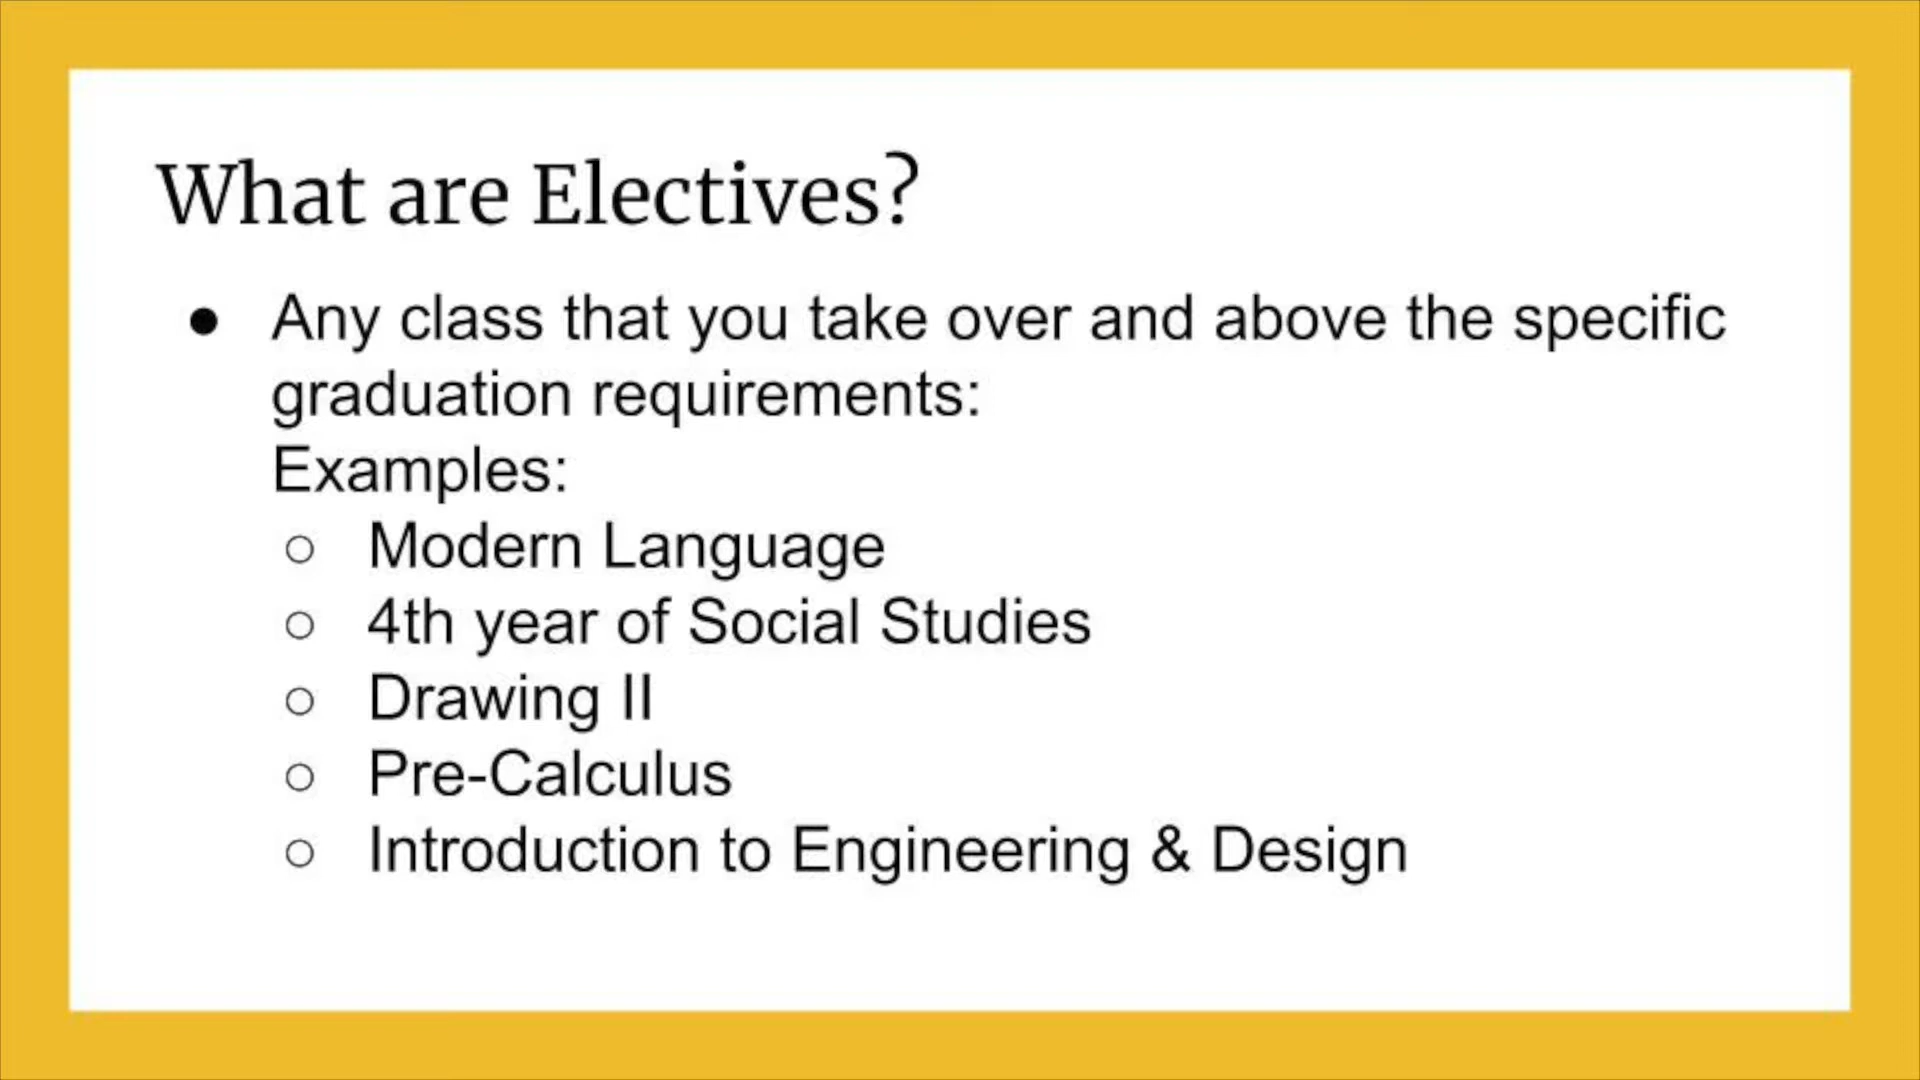 What are Electives?
● Any class that you take over and above the specific
graduation requirements:
Examples:
○ Modern Language
○ 4th year of Social Studies
○ Drawing II
○ Pre-Calculus
○ Introduction to Engineering & Design